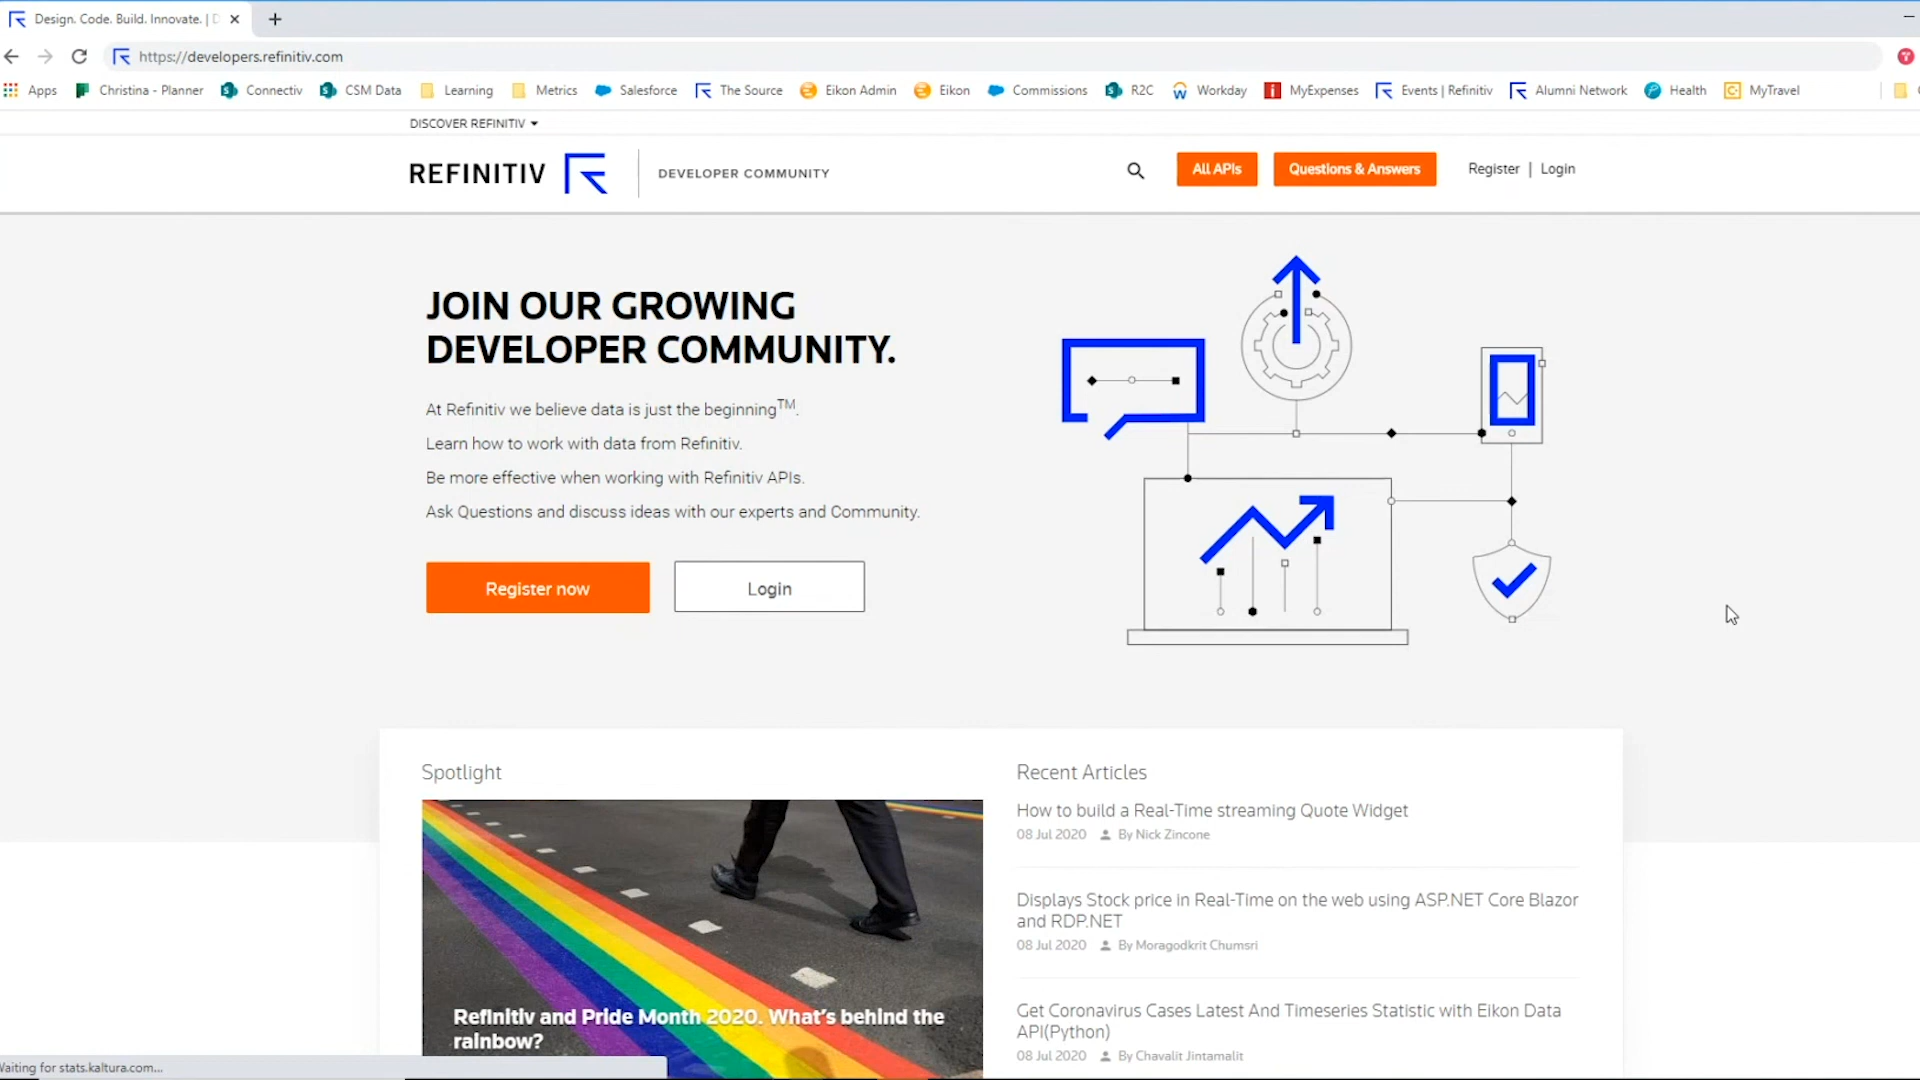 Design. Code. Build. Innovate. | D
https://developers.refinitiv.com
Apps Christina - Planner Connectiv CSM Data Learning Metrics Salesforce The Source Eikon Admin Eikon Commissions R2C Workday MyExpenses Events | Refinitiv Alumni Network Health MyTravel
DISCOVER REFINITIV
REFINITIV DEVELOPER COMMUNITY All APIs Questions & Answers Register | Login
JOIN OUR GROWING
DEVELOPER COMMUNITY.
At Refinitiv we believe data is just the beginning™.
Learn how to work with data from Refinitiv.
Be more effective when working with Refinitiv APIs.
Ask Questions and discuss ideas with our experts and Community.
Register now Login
Spotlight
Refinitiv and Pride Month 2020. What's behind the
rainbow?
Recent Articles
How to build a Real-Time streaming Quote Widget
08 Jul 2020 By Nick Zincone
Displays Stock price in Real-Time on the web using ASP.NET Core Blazor
and RDP.NET
08 Jul 2020 By Moragodkrit Chumsri
Get Coronavirus Cases Latest And Timeseries Statistic with Eikon Data
API(Python)
08 Jul 2020 By Chavalit Jintamalit
Waiting for stats.kaltura.com...